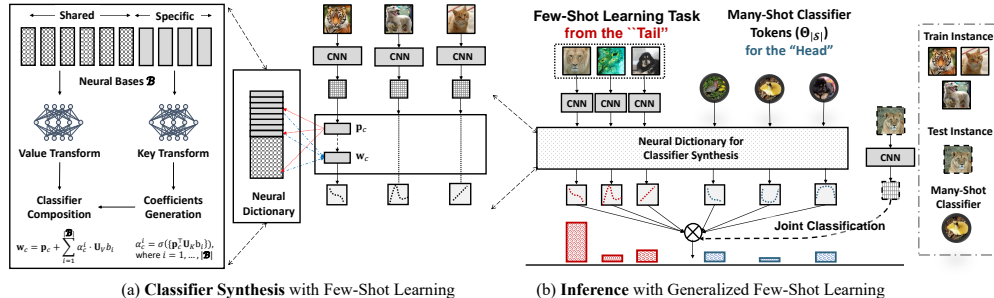 Shared Specific
Neural Bases 𝓑
Value Transform Key Transform
Classifier Composition
Coefficients Generation
w_c = p_c + \sum_{i=1}^{|𝓑|} α_c^i · U_V b_i
α_c^i = σ({p_c^T U_K b_i}),
where i = 1, … , |𝓑|
Neural
Dictionary
CNN CNN CNN
p_c
w_c
(a) Classifier Synthesis with Few-Shot Learning
Few-Shot Learning Task
from the ``Tail''
Many-Shot Classifier
Tokens (Θ_{|𝒮|})
for the "Head"
CNN CNN CNN
Neural Dictionary for
Classifier Synthesis
CNN
Joint Classification
(b) Inference with Generalized Few-Shot Learning
Train Instance
Test Instance
Many-Shot
Classifier